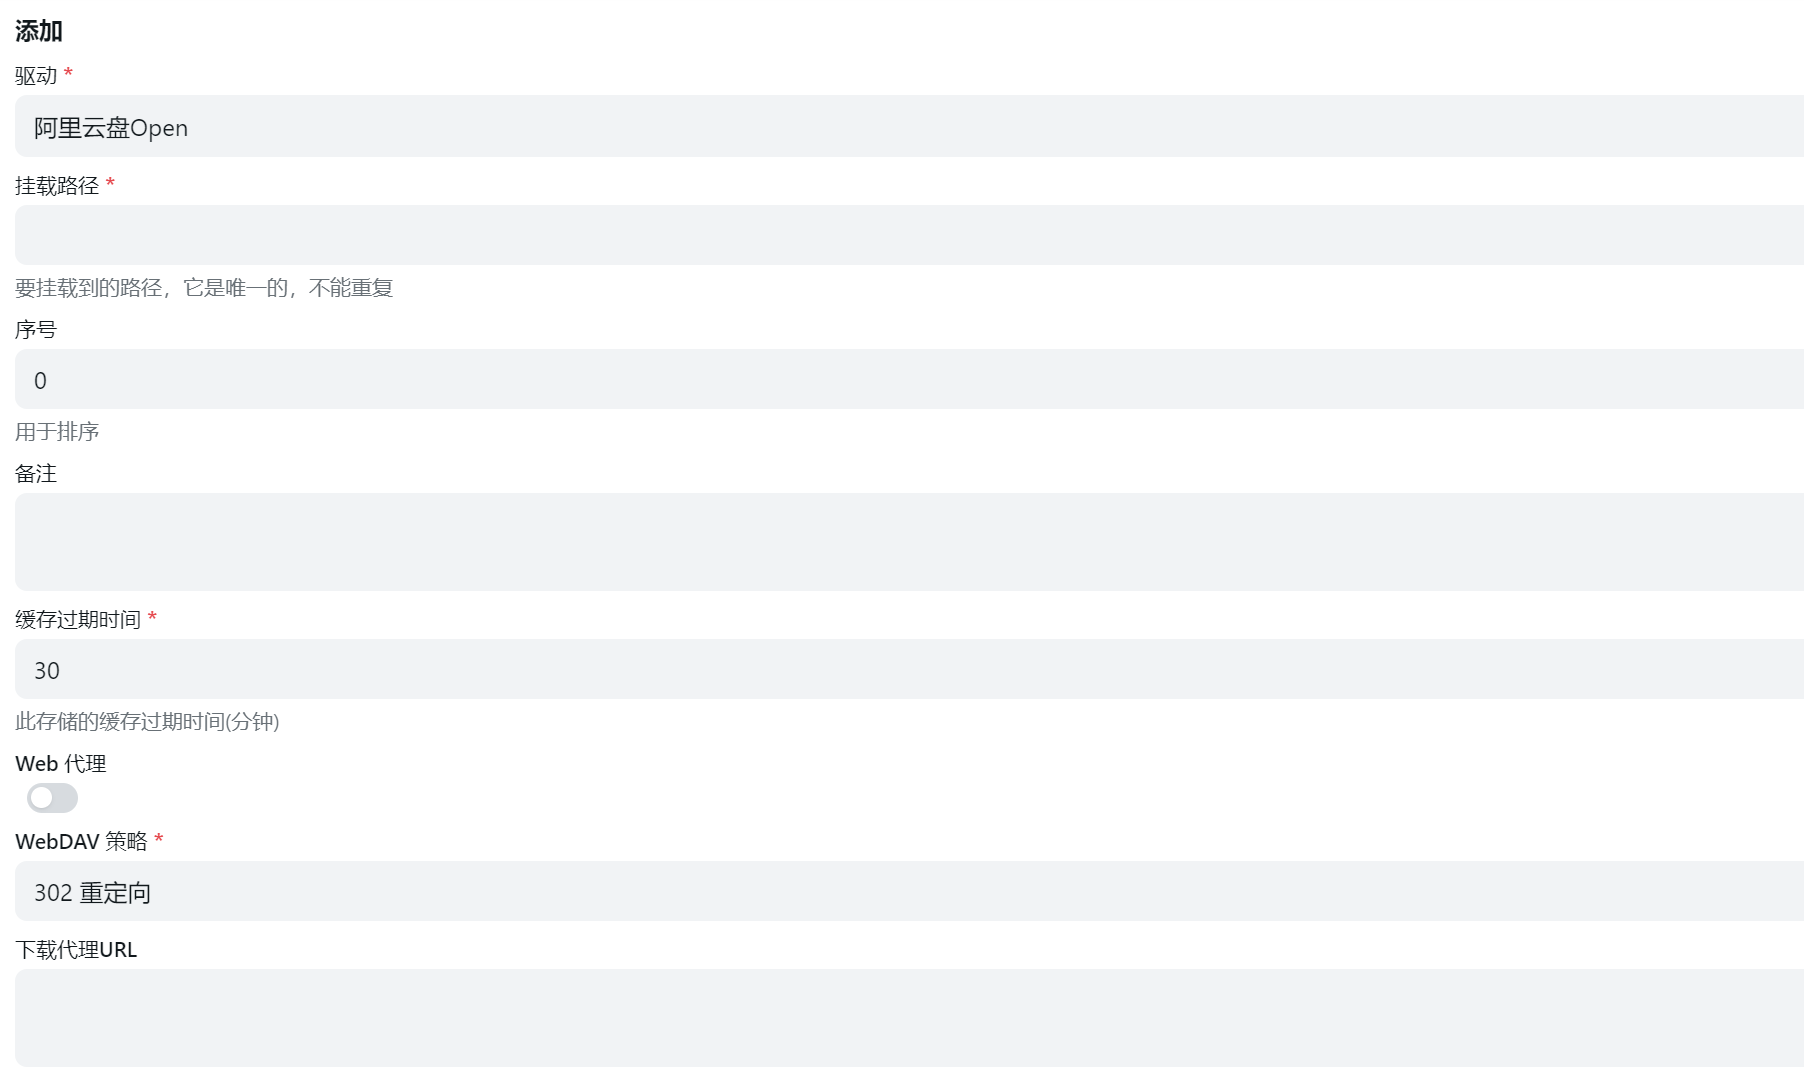 添加
驱动 *
阿里云盘Open
挂载路径 *
要挂载到的路径，它是唯一的，不能重复
序号
0
用于排序
备注
缓存过期时间 *
30
此存储的缓存过期时间(分钟)
Web 代理
WebDAV 策略 *
302 重定向
下载代理URL